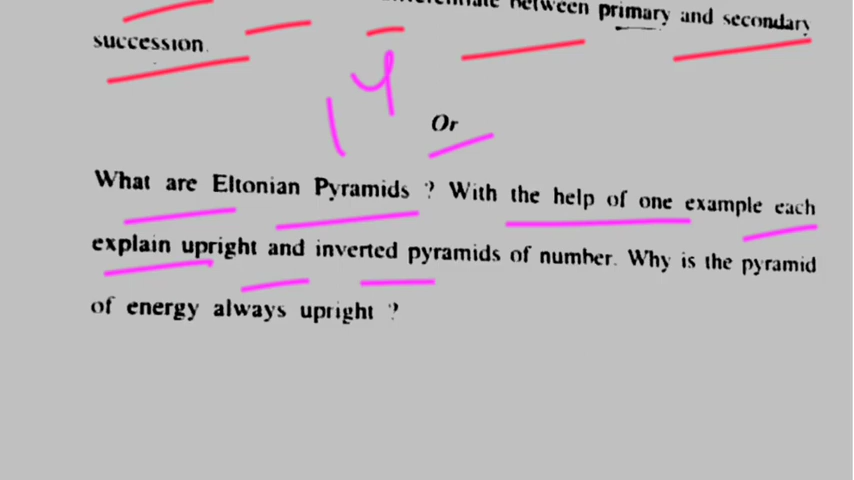 between primary and secondary
succession.
14
Or
What are Eltonian Pyramids ? With the help of one example each
explain upright and inverted pyramids of number. Why is the pyramid
of energy always upright ?